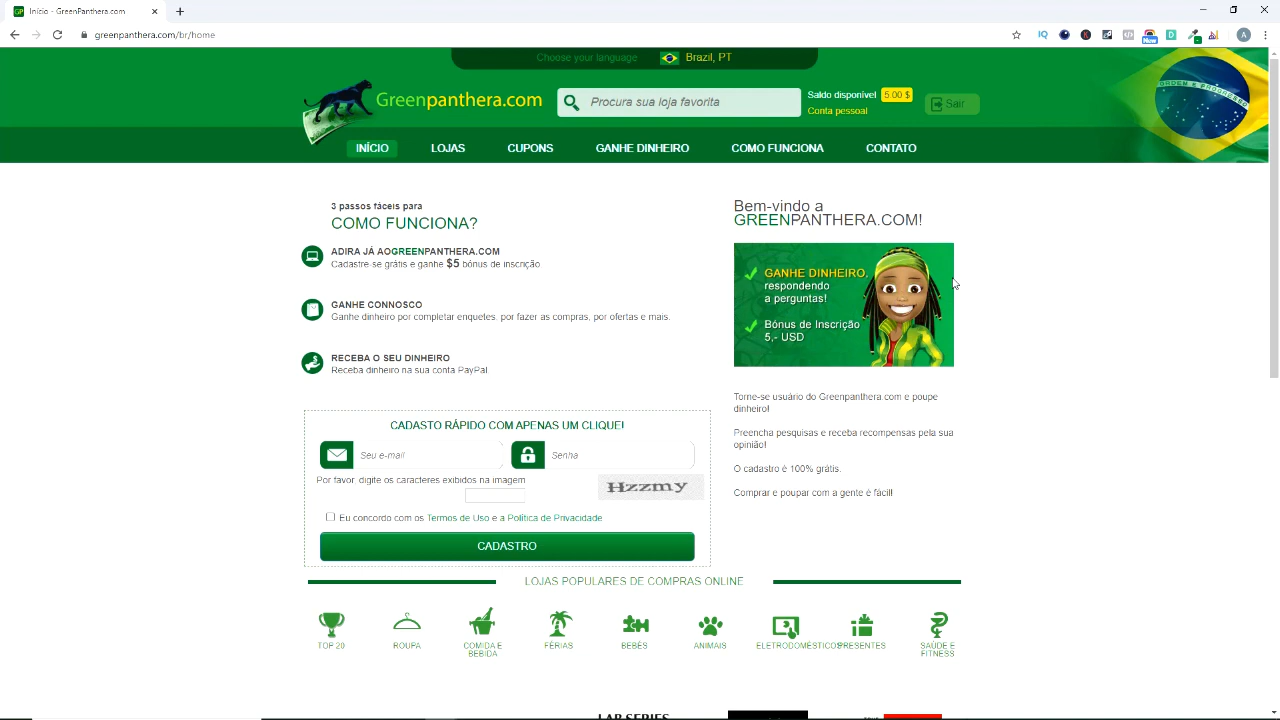 Início - GreenPanthera.com
greenpanthera.com/br/home
Choose your language Brazil, PT
Greenpanthera.com
Procura sua loja favorita
Saldo disponível 5.00 $
Conta pessoal
Sair
INÍCIO LOJAS CUPONS GANHE DINHEIRO COMO FUNCIONA CONTATO
3 passos fáceis para
COMO FUNCIONA?
ADIRA JÁ AOGREENPANTHERA.COM
Cadastre-se grátis e ganhe $5 bónus de inscrição.
GANHE CONNOSCO
Ganhe dinheiro por completar enquetes, por fazer as compras, por ofertas e mais.
RECEBA O SEU DINHEIRO
Receba dinheiro na sua conta PayPal.
CADASTO RÁPIDO COM APENAS UM CLIQUE!
Seu e-mail
Senha
Por favor, digite os caracteres exibidos na imagem
Hzzmy
Eu concordo com os Termos de Uso e a Política de Privacidade
CADASTRO
Bem-vindo a
GREENPANTHERA.COM!
GANHE DINHEIRO,
respondendo
a perguntas!
Bónus de Inscrição
5,- USD
Torne-se usuário do Greenpanthera.com e poupe
dinheiro!
Preencha pesquisas e receba recompensas pela sua
opinião!
O cadastro é 100% grátis.
Comprar e poupar com a gente é fácil!
LOJAS POPULARES DE COMPRAS ONLINE
TOP 20
ROUPA
COMIDA E
BEBIDA
FÉRIAS
BEBÊS
ANIMAIS
ELETRODOMÉSTICOS
PRESENTES
SAÚDE E
FITNESS
LAB SERIES